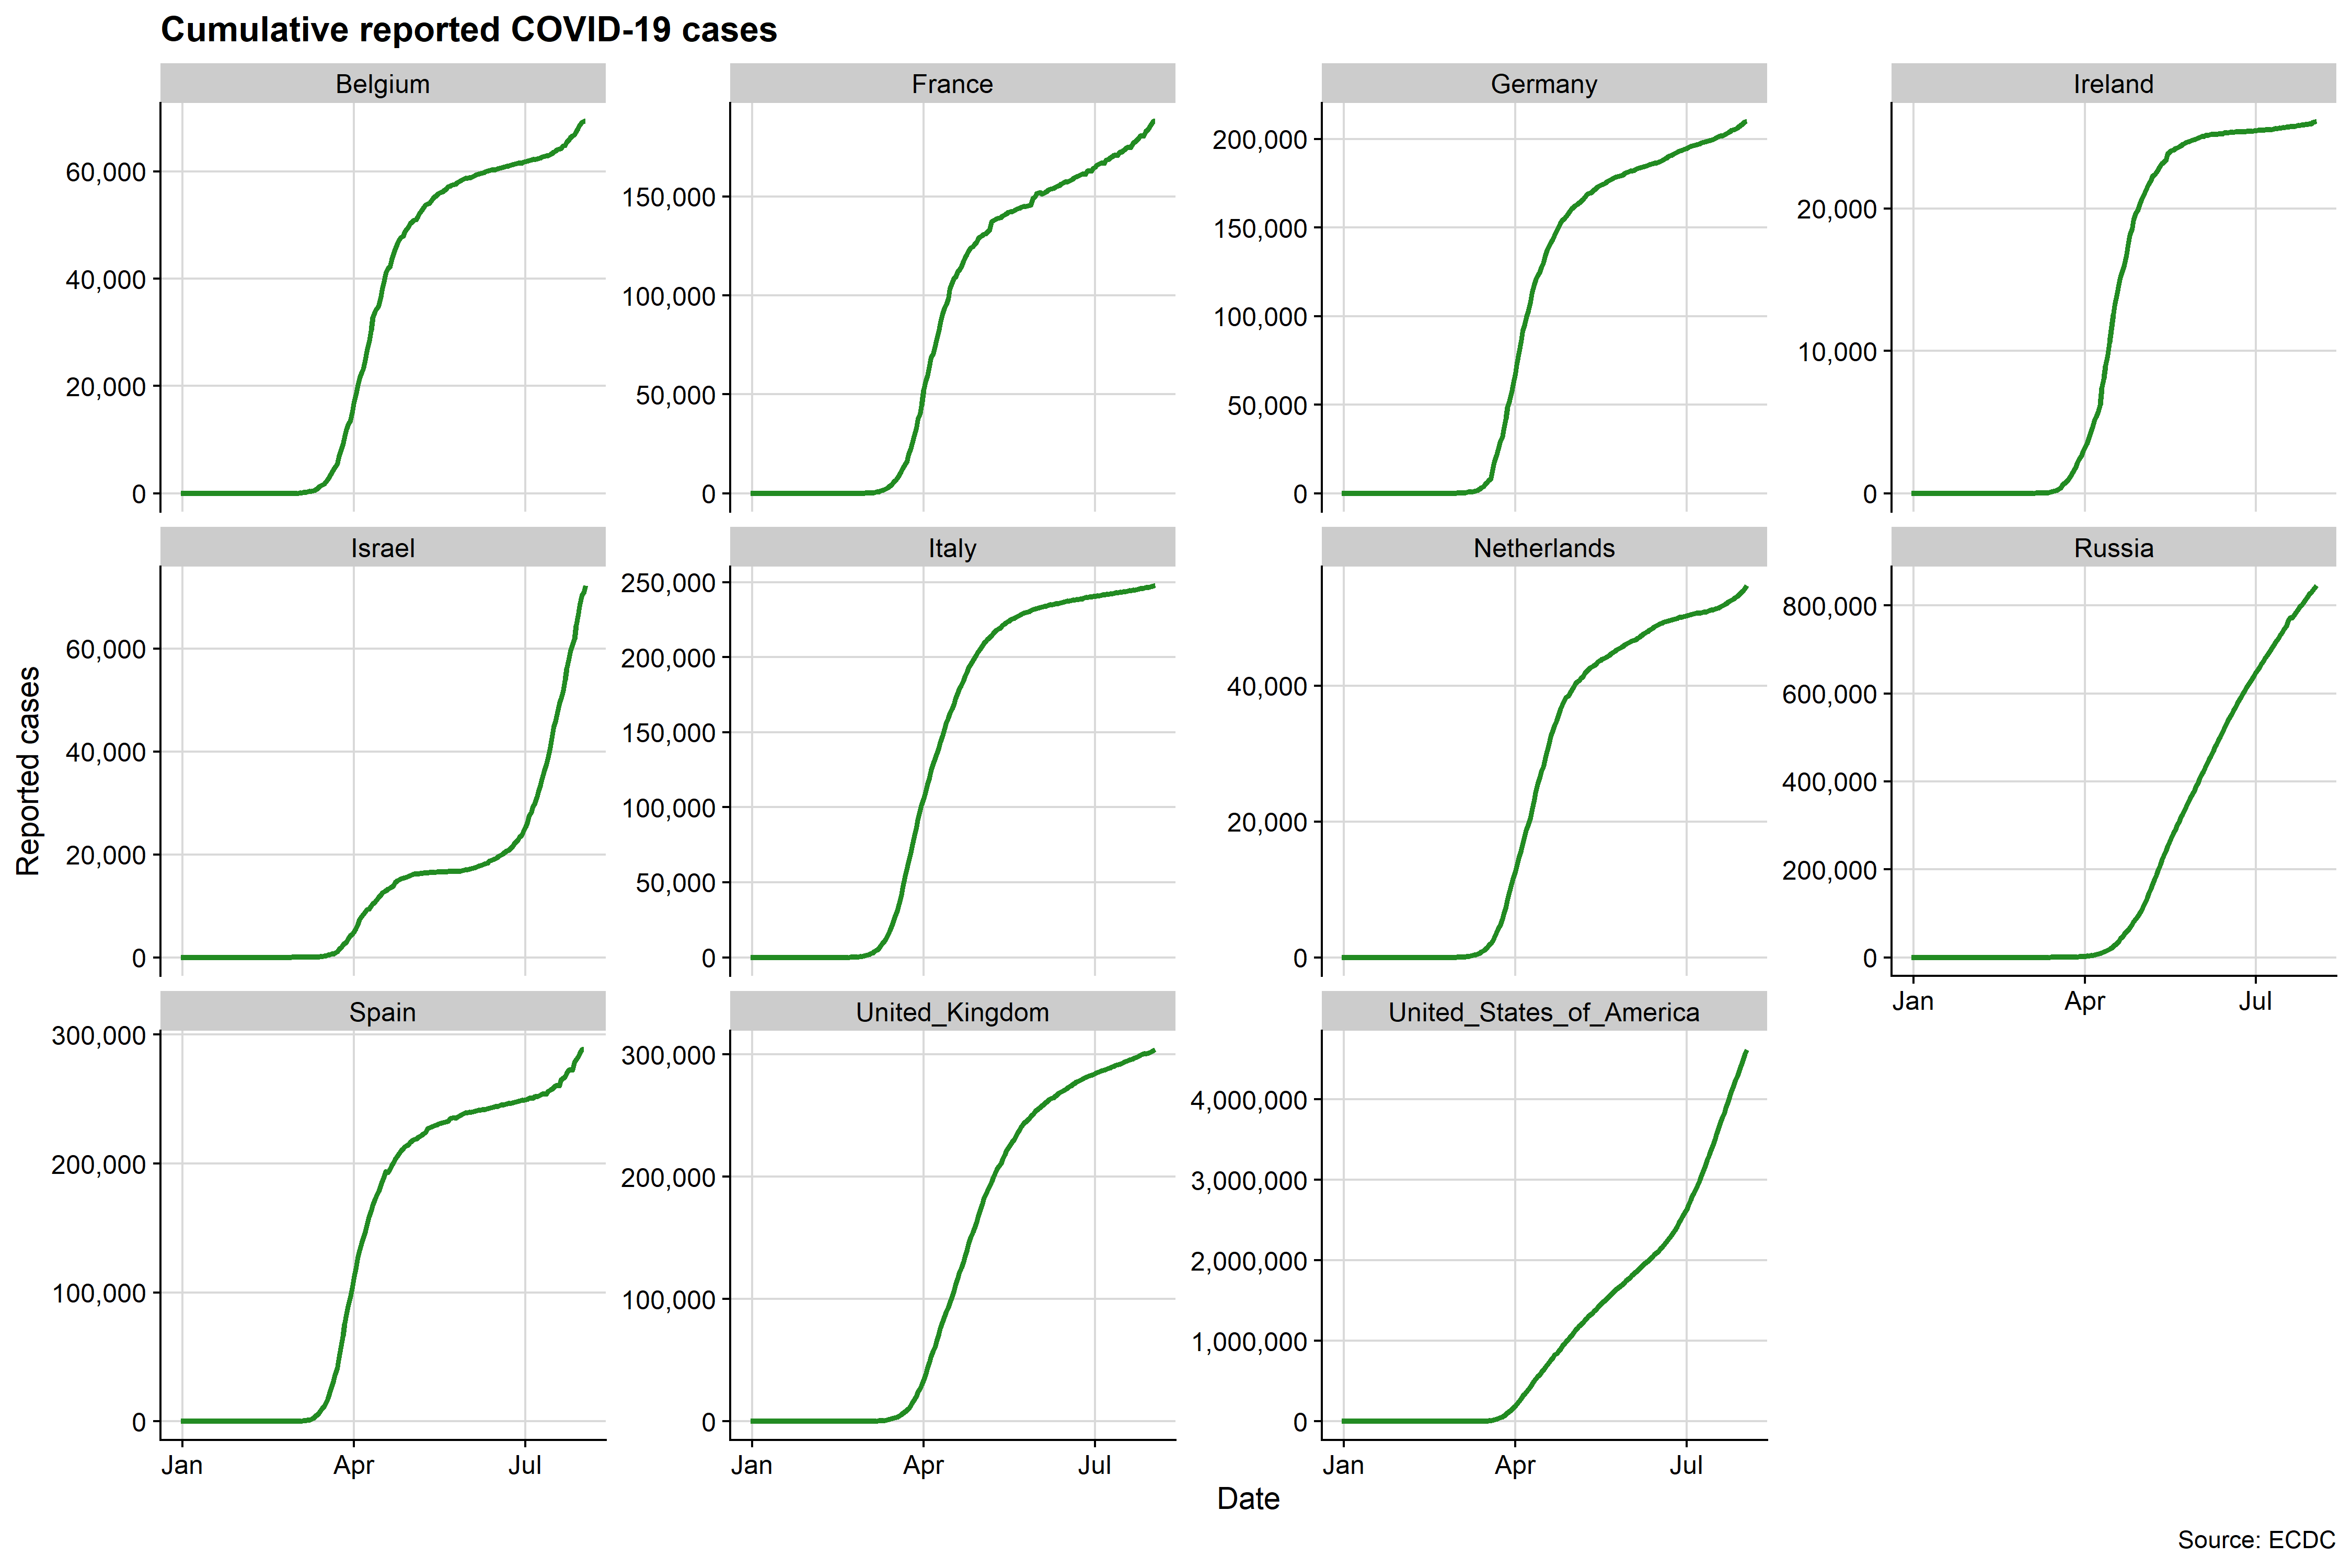 Cumulative reported COVID-19 cases
Belgium
France
Germany
Ireland
60,000
40,000
20,000
0
150,000
100,000
50,000
0
200,000
150,000
100,000
50,000
0
20,000
10,000
0
Israel
Italy
Netherlands
Russia
60,000
40,000
20,000
0
250,000
200,000
150,000
100,000
50,000
0
40,000
20,000
0
800,000
600,000
400,000
200,000
0
Jan Apr Jul
Spain
United_Kingdom
United_States_of_America
300,000
200,000
100,000
0
300,000
200,000
100,000
0
4,000,000
3,000,000
2,000,000
1,000,000
0
Jan Apr Jul
Jan Apr Jul
Jan Apr Jul
Reported cases
Date
Source: ECDC